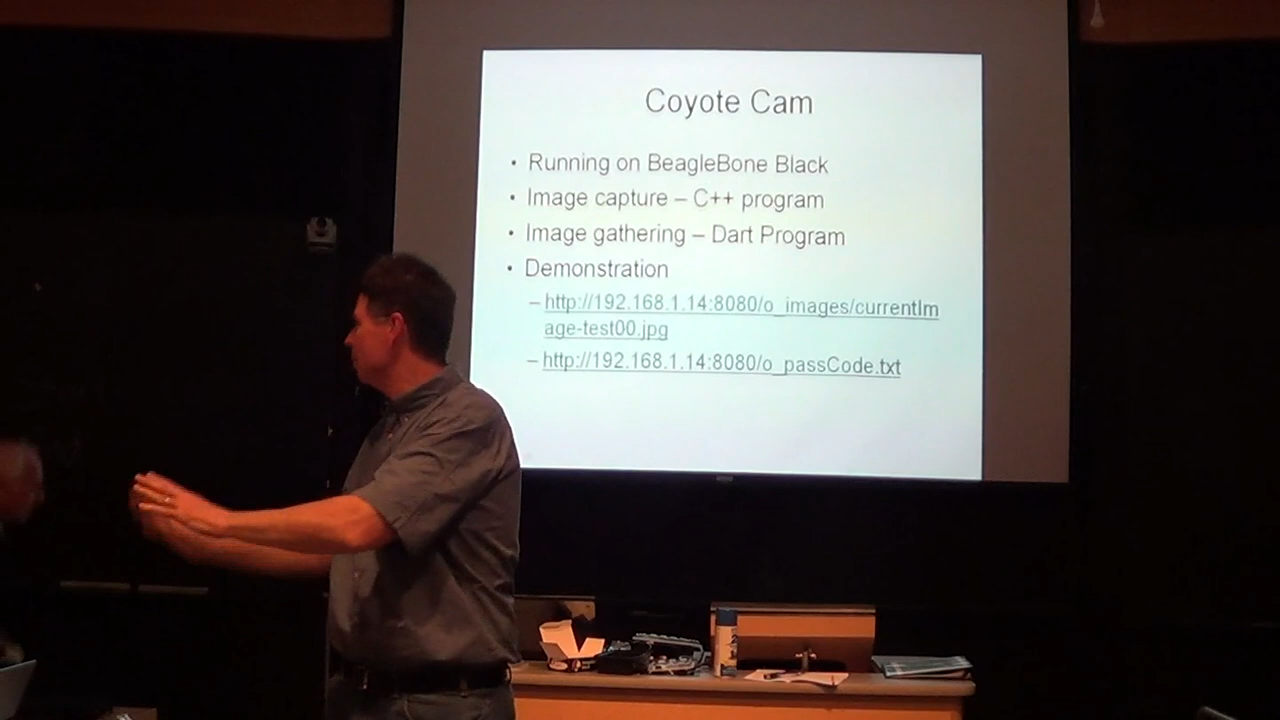 Coyote Cam
• Running on BeagleBone Black
• Image capture – C++ program
• Image gathering – Dart Program
• Demonstration
– http://192.168.1.14:8080/o_images/currentIm
age-test00.jpg
– http://192.168.1.14:8080/o_passCode.txt